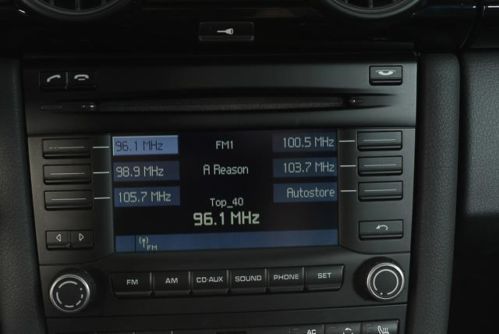 96.1 MHz FM1 100.5 MHz
98.9 MHz A Reason 103.7 MHz
105.7 MHz Top_40 Autostore
96.1 MHz
FM
FM AM CD·AUX SOUND PHONE SET
AC